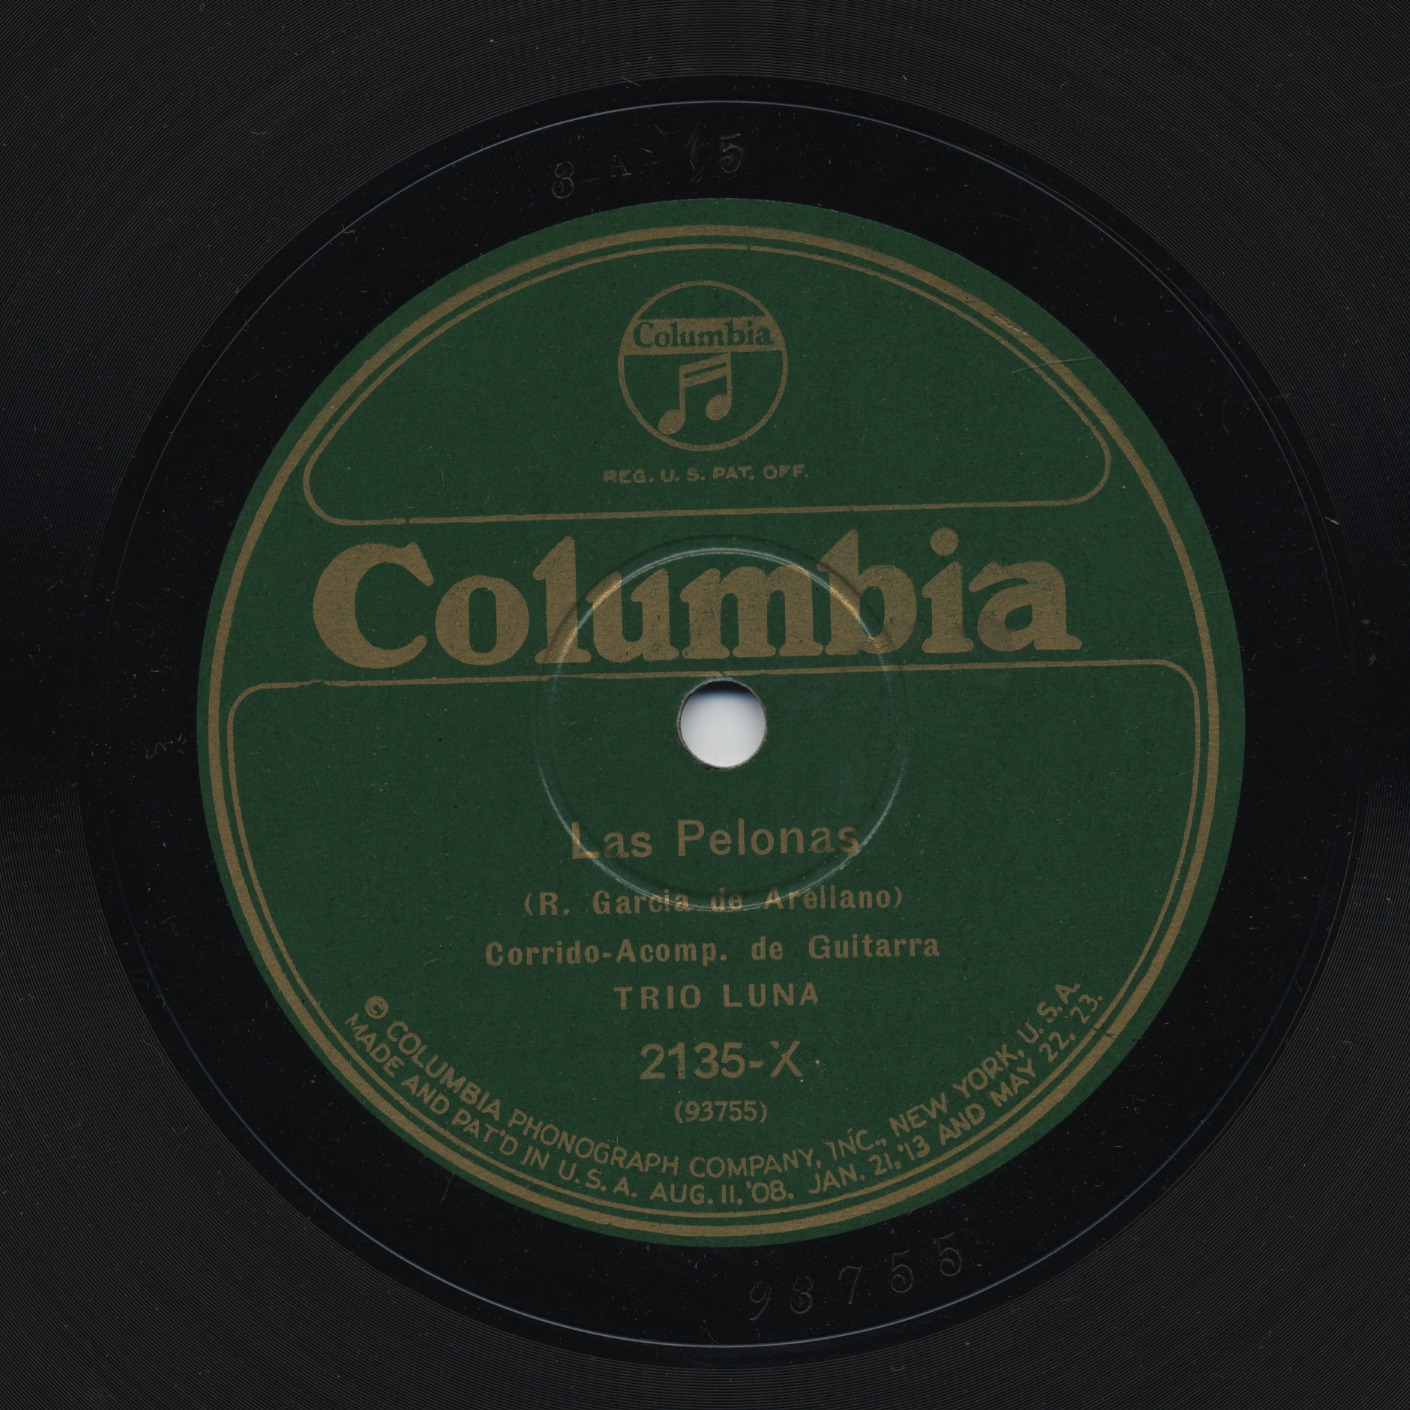 3-A-15
Columbia
REG. U. S. PAT. OFF.
Columbia
Las Pelonas
(R. Garcia de Arellano)
Corrido-Acomp. de Guitarra
TRIO LUNA
2135-X
(93755)
© COLUMBIA PHONOGRAPH COMPANY, INC., NEW YORK, U. S. A.
MADE AND PAT'D IN U. S. A. AUG. 11, '08. JAN. 21, '13 AND MAY 22, 23.
93755